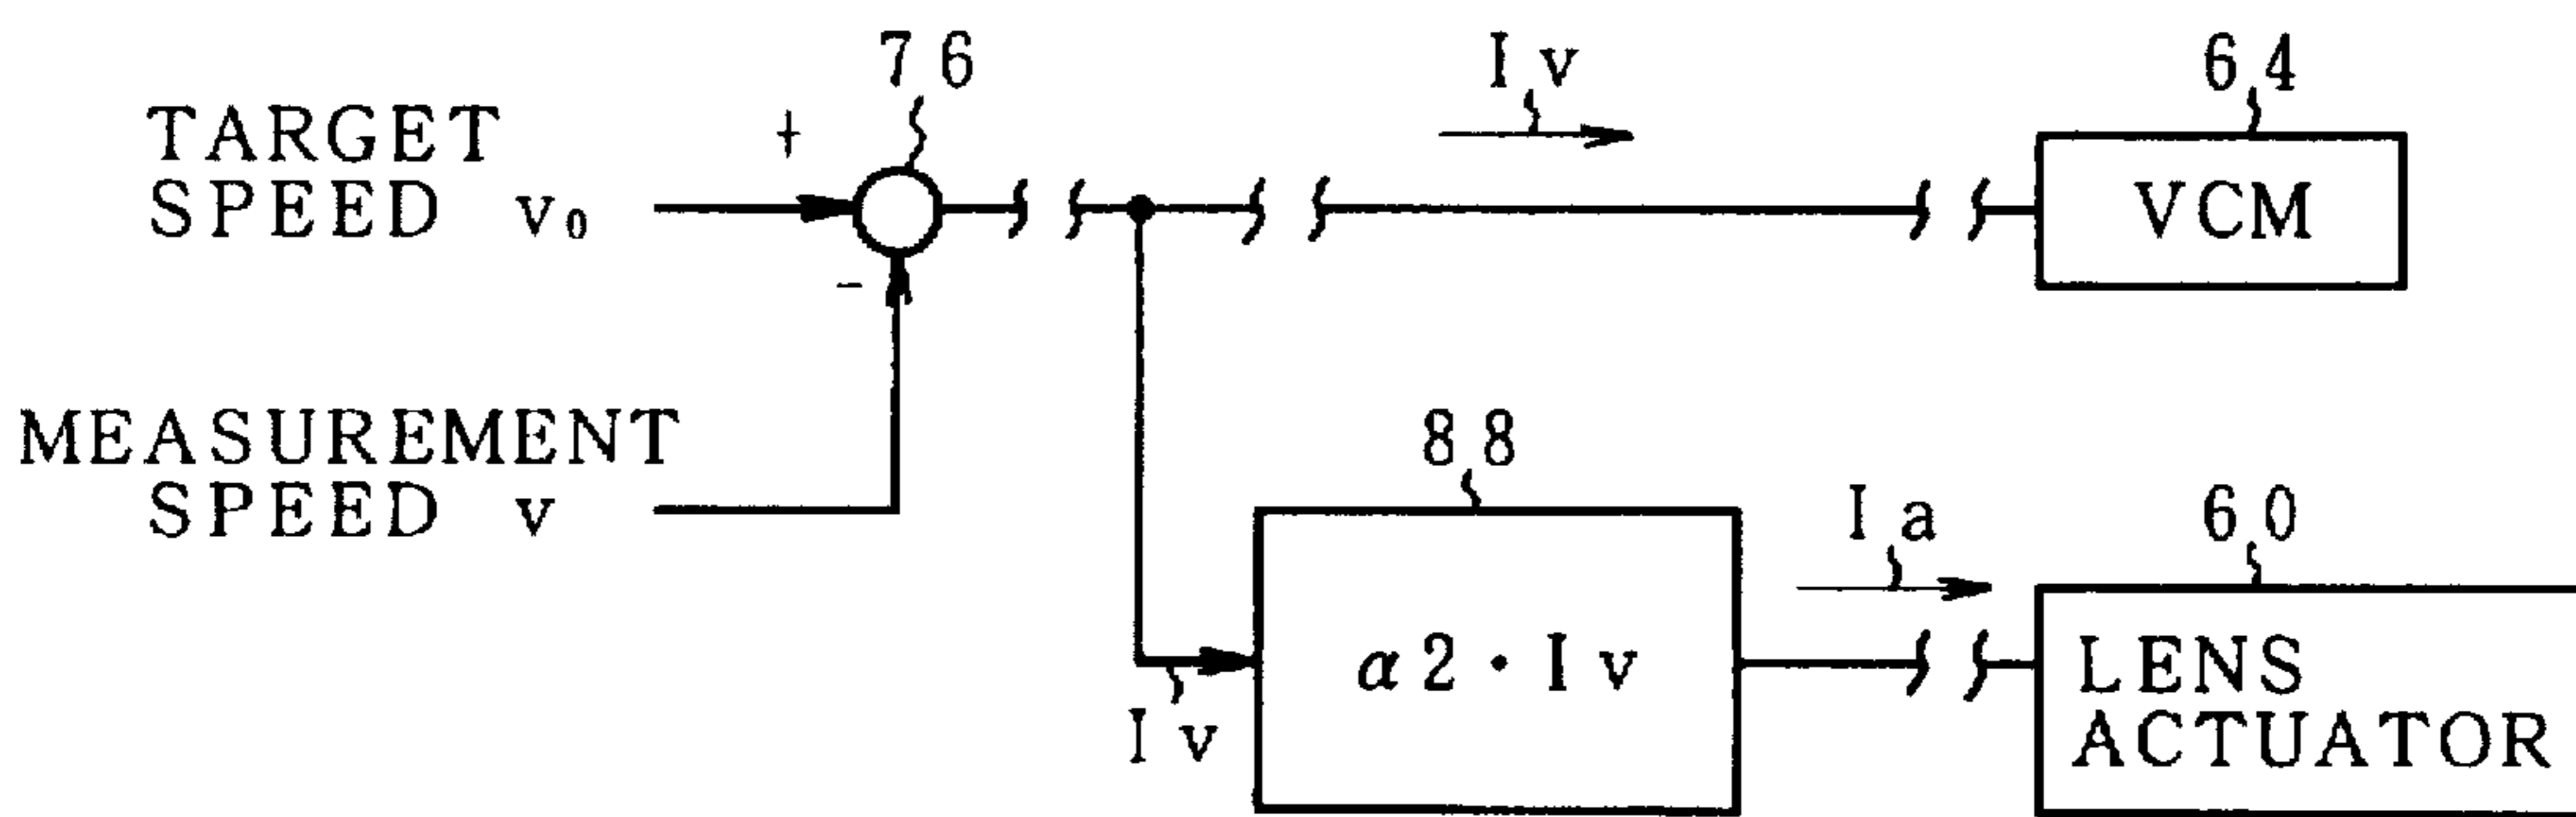 76
Iv
64
TARGET
SPEED v₀
+
VCM
-
MEASUREMENT
SPEED v
88
Ia
60
α2・Iv
Iv
LENS
ACTUATOR